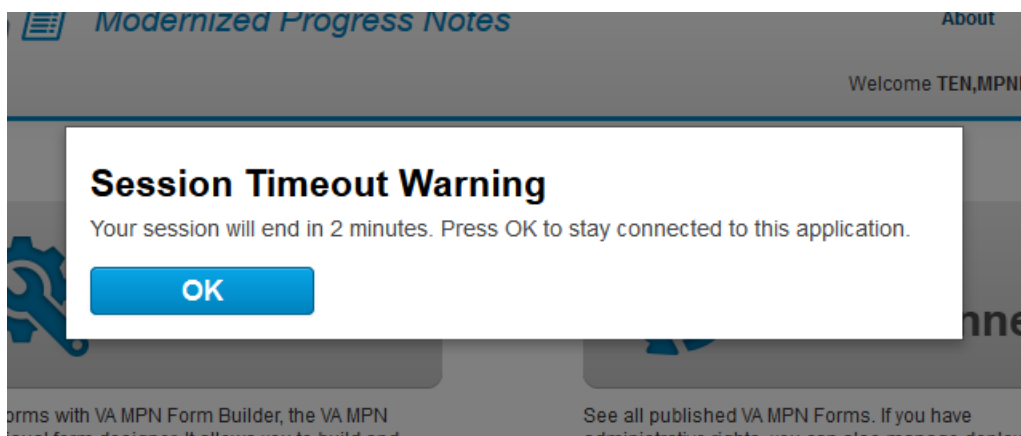 Modernized Progress Notes
About
Welcome TEN,MPN
Session Timeout Warning
Your session will end in 2 minutes. Press OK to stay connected to this application.
OK
with VA MPN Form Builder, the VA MPN
See all published VA MPN Forms. If you have